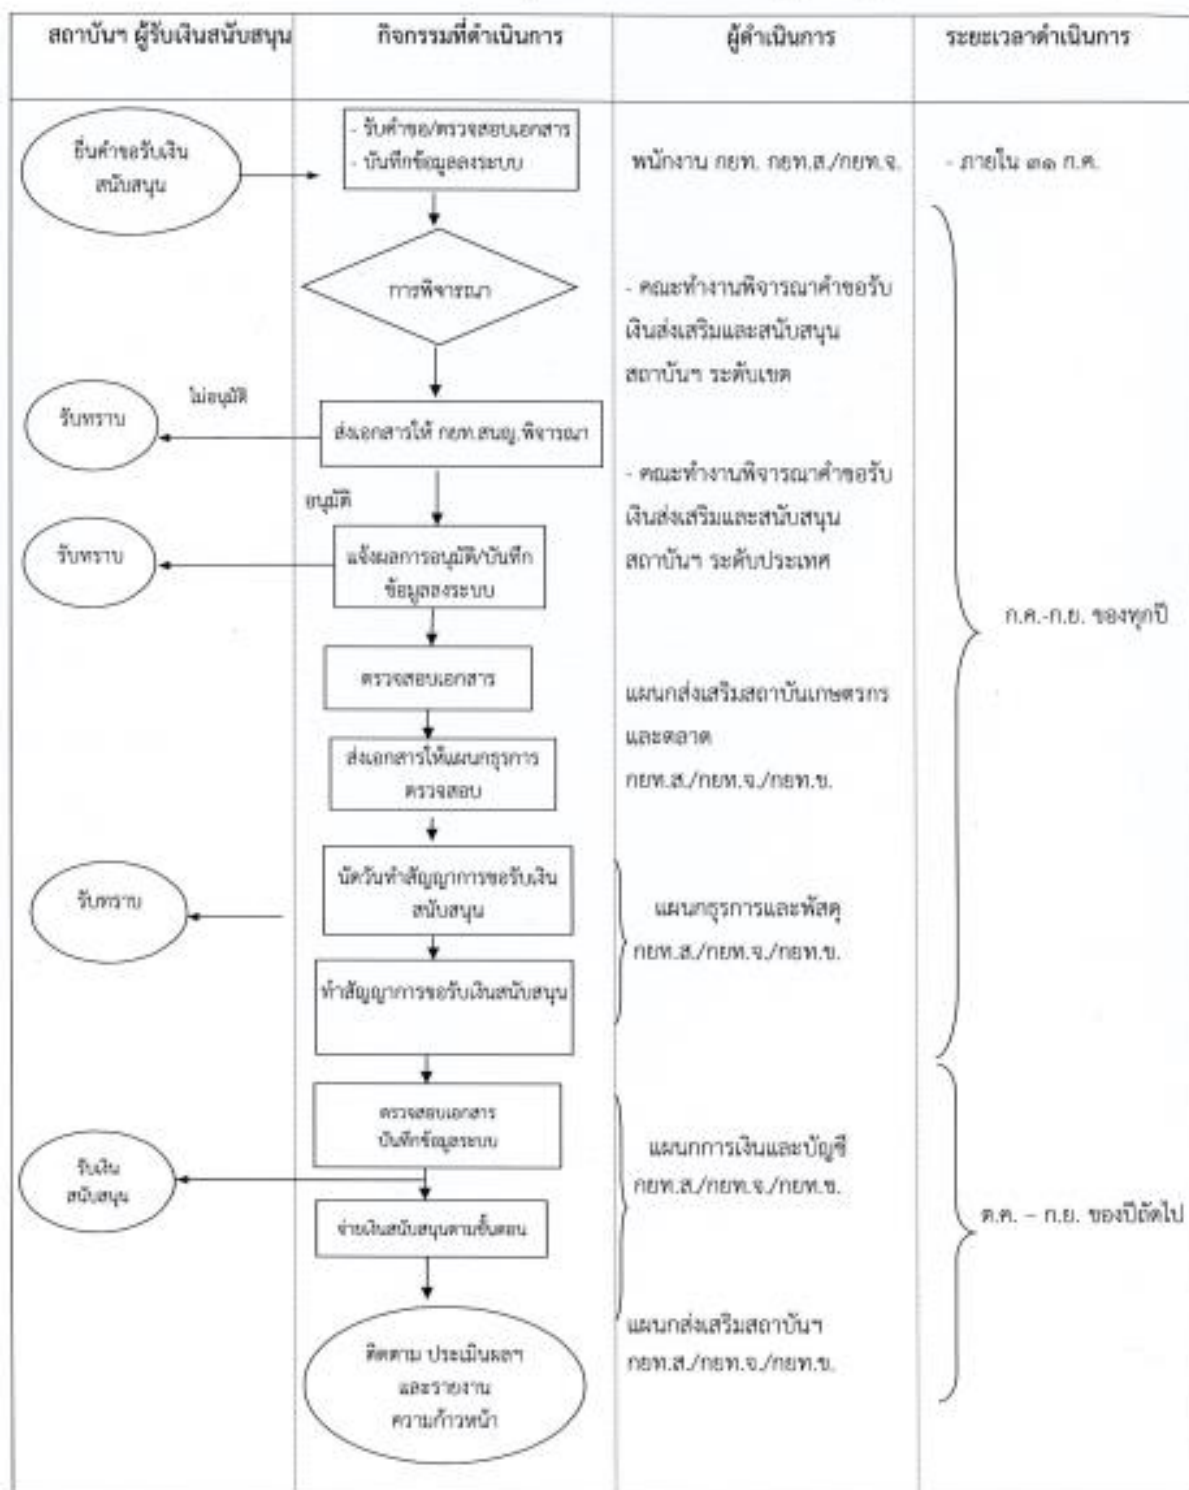 สถาบันฯ ผู้รับเงินสนับสนุน
กิจกรรมที่ดำเนินการ
ผู้ดำเนินการ
ระยะเวลาดำเนินการ
ยื่นคำขอรับเงิน
สนับสนุน
- รับคำขอ/ตรวจสอบเอกสาร
- บันทึกข้อมูลลงระบบ
พนักงาน กยท. กยท.ส./กยท.จ.
- ภายใน ๓๑ ก.ค.
การพิจารณา
- คณะทำงานพิจารณาคำขอรับ
เงินส่งเสริมและสนับสนุน
สถาบันฯ ระดับเขต
รับทราบ
ไม่อนุมัติ
ส่งเอกสารให้ กยท.สนญ.พิจารณา
- คณะทำงานพิจารณาคำขอรับ
เงินส่งเสริมและสนับสนุน
สถาบันฯ ระดับประเทศ
อนุมัติ
รับทราบ
แจ้งผลการอนุมัติ/บันทึก
ข้อมูลลงระบบ
ก.ค.-ก.ย. ของทุกปี
ตรวจสอบเอกสาร
แผนกส่งเสริมสถาบันเกษตรกร
และตลาด
กยท.ส./กยท.จ./กยท.ข.
ส่งเอกสารให้แผนกธุรการ
ตรวจสอบ
รับทราบ
นัดวันทำสัญญาการขอรับเงิน
สนับสนุน
แผนกธุรการและพัสดุ
กยท.ส./กยท.จ./กยท.ข.
ทำสัญญาการขอรับเงินสนับสนุน
ตรวจสอบเอกสาร
บันทึกข้อมูลระบบ
แผนกการเงินและบัญชี
กยท.ส./กยท.จ./กยท.ข.
รับเงิน
สนับสนุน
จ่ายเงินสนับสนุนตามขั้นตอน
ต.ค. – ก.ย. ของปีถัดไป
ติดตาม ประเมินผลฯ
และรายงาน
ความก้าวหน้า
แผนกส่งเสริมสถาบันฯ
กยท.ส./กยท.จ./กยท.ข.